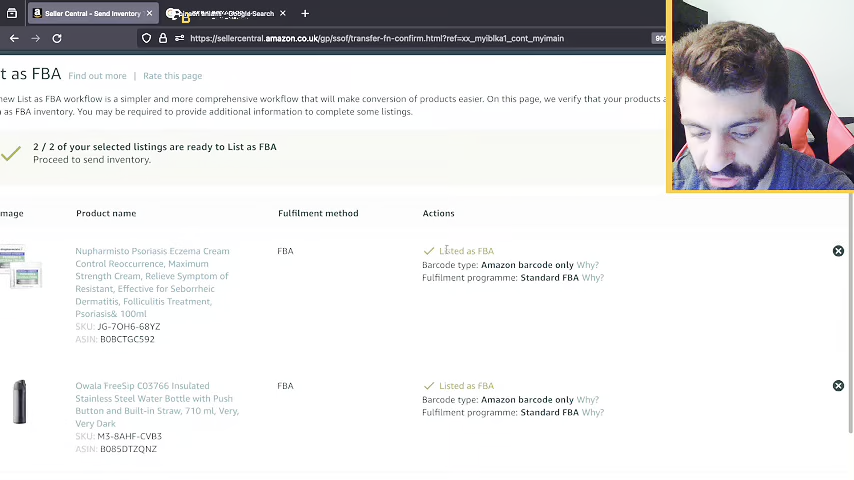 Seller Central – Send Inventory
Google Search
https://sellercentral.amazon.co.uk/gp/ssof/transfer-fn-confirm.html?ref=xx_myiblka1_cont_myimain
90%
t as FBA Find out more | Rate this page
new List as FBA workflow is a simpler and more comprehensive workflow that will make conversion of products easier. On this page, we verify that your products a
as FBA inventory. You may be required to provide additional information to complete some listings.
2 / 2 of your selected listings are ready to List as FBA
Proceed to send inventory.
mage Product name Fulfilment method Actions
Nupharmisto Psoriasis Eczema Cream
Control Reoccurrence, Maximum
Strength Cream, Relieve Symptom of
Resistant, Effective for Seborrheic
Dermatitis, Folliculitis Treatment,
Psoriasis& 100ml
SKU: JG-7OH6-68YZ
ASIN: B0BCTGC592
FBA
Listed as FBA
Barcode type: Amazon barcode only Why?
Fulfilment programme: Standard FBA Why?
Owala FreeSip C03766 Insulated
Stainless Steel Water Bottle with Push
Button and Built-in Straw, 710 ml, Very,
Very Dark
SKU: M3-8AHF-CVB3
ASIN: B085DTZQNZ
FBA
Listed as FBA
Barcode type: Amazon barcode only Why?
Fulfilment programme: Standard FBA Why?